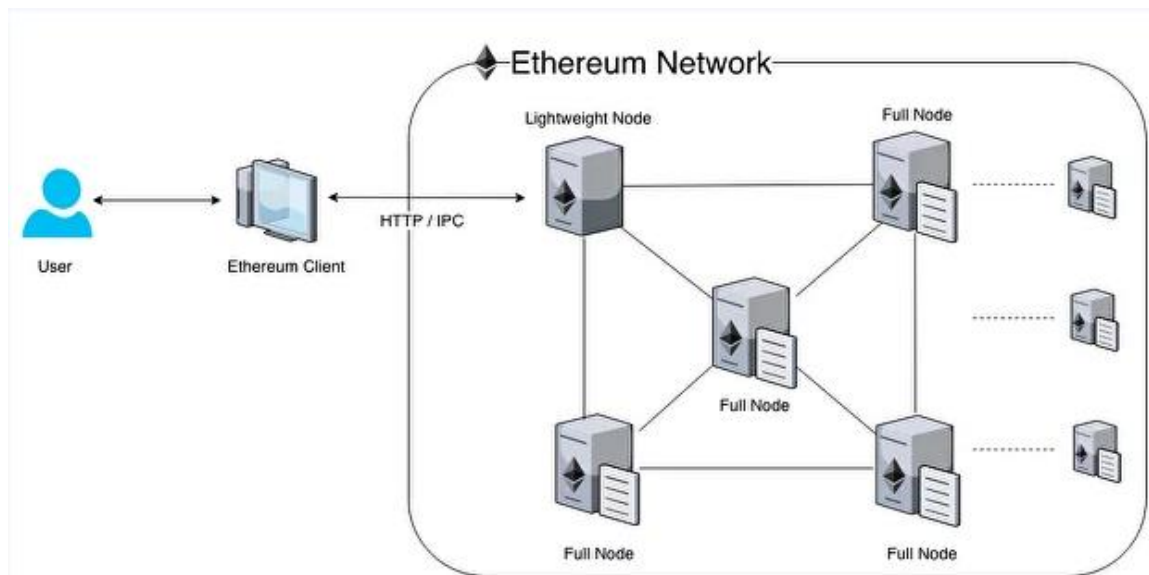 Ethereum Network
Lightweight Node
Full Node
HTTP / IPC
User
Ethereum Client
Full Node
Full Node
Full Node